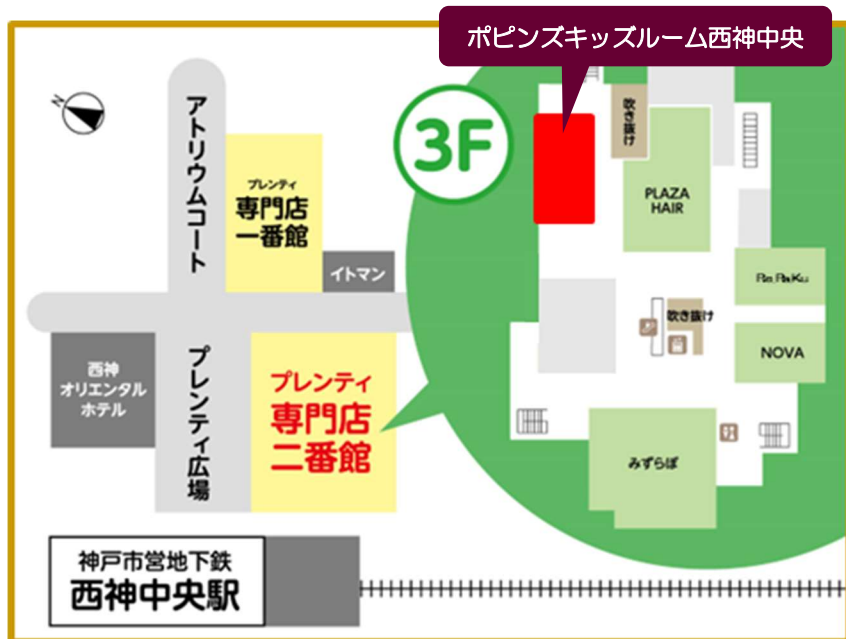 ポピンズキッズルーム西神中央
N
アトリウムコート
プレンティ
専門店
一番館
イトマン
3F
吹き抜け
PLAZA
HAIR
Re.Ra.Ku
吹き抜け
NOVA
西神
オリエンタル
ホテル
プレンティ広場
プレンティ
専門店
二番館
みずらぼ
神戸市営地下鉄
西神中央駅